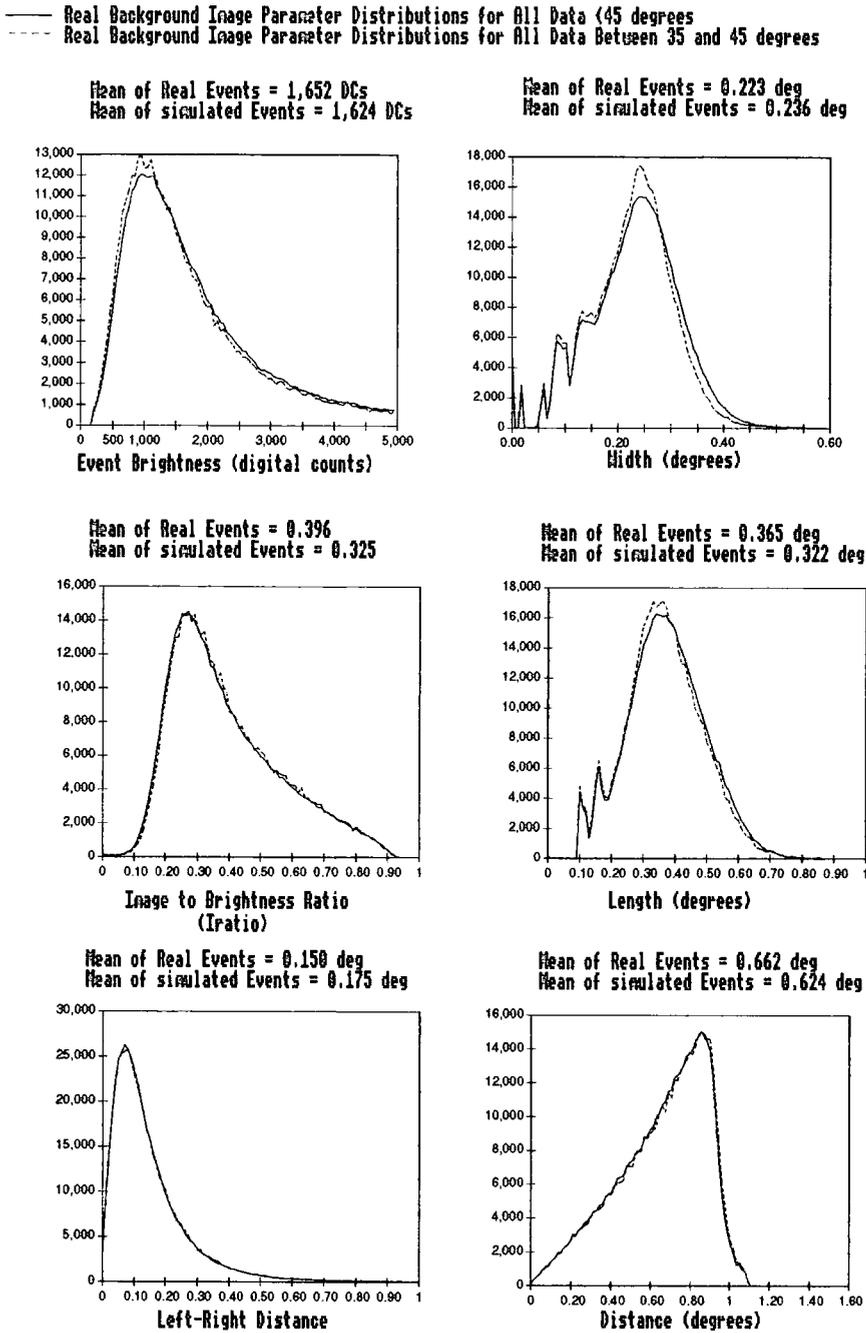 Real Background Image Parameter Distributions for All Data <45 degrees
Real Background Image Parameter Distributions for All Data Between 35 and 45 degrees
Mean of Real Events = 1,652 DCs
Mean of simulated Events = 1,624 DCs
13,000
12,000
11,000
10,000
9,000
8,000
7,000
6,000
5,000
4,000
3,000
2,000
1,000
0
0 500 1,000 2,000 3,000 4,000 5,000
Event Brightness (digital counts)
Mean of Real Events = 0.223 deg
Mean of simulated Events = 0.236 deg
18,000
16,000
14,000
12,000
10,000
8,000
6,000
4,000
2,000
0
0.00 0.20 0.40 0.60
Width (degrees)
Mean of Real Events = 0.396
Mean of simulated Events = 0.325
16,000
14,000
12,000
10,000
8,000
6,000
4,000
2,000
0
0 0.10 0.20 0.30 0.40 0.50 0.60 0.70 0.80 0.90 1
Image to Brightness Ratio
(Iratio)
Mean of Real Events = 0.365 deg
Mean of simulated Events = 0.322 deg
18,000
16,000
14,000
12,000
10,000
8,000
6,000
4,000
2,000
0
0 0.10 0.20 0.30 0.40 0.50 0.60 0.70 0.80 0.90 1
Length (degrees)
Mean of Real Events = 0.150 deg
Mean of simulated Events = 0.175 deg
30,000
25,000
20,000
15,000
10,000
5,000
0
0 0.10 0.20 0.30 0.40 0.50 0.60 0.70 0.80 0.90 1
Left-Right Distance
Mean of Real Events = 0.662 deg
Mean of simulated Events = 0.624 deg
16,000
14,000
12,000
10,000
8,000
6,000
4,000
2,000
0
0 0.20 0.40 0.60 0.80 1 1.20 1.40 1.60
Distance (degrees)